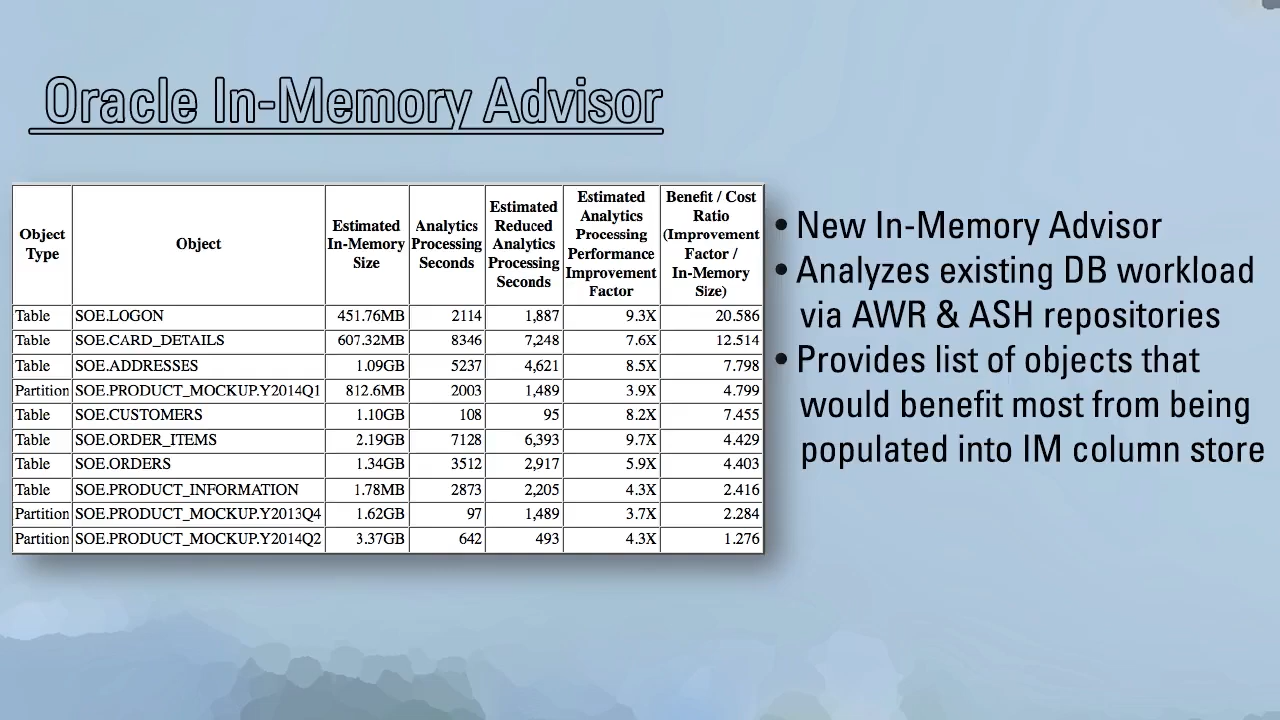 Oracle In-Memory Advisor
Object Type | Object | Estimated In-Memory Size | Analytics Processing Seconds | Estimated Reduced Analytics Processing Seconds | Estimated Analytics Processing Performance Improvement Factor | Benefit / Cost Ratio (Improvement Factor / In-Memory Size)
Table | SOE.LOGON | 451.76MB | 2114 | 1,887 | 9.3X | 20.586
Table | SOE.CARD_DETAILS | 607.32MB | 8346 | 7,248 | 7.6X | 12.514
Table | SOE.ADDRESSES | 1.09GB | 5237 | 4,621 | 8.5X | 7.798
Partition | SOE.PRODUCT_MOCKUP.Y2014Q1 | 812.6MB | 2003 | 1,489 | 3.9X | 4.799
Table | SOE.CUSTOMERS | 1.10GB | 108 | 95 | 8.2X | 7.455
Table | SOE.ORDER_ITEMS | 2.19GB | 7128 | 6,393 | 9.7X | 4.429
Table | SOE.ORDERS | 1.34GB | 3512 | 2,917 | 5.9X | 4.403
Table | SOE.PRODUCT_INFORMATION | 1.78MB | 2873 | 2,205 | 4.3X | 2.416
Partition | SOE.PRODUCT_MOCKUP.Y2013Q4 | 1.62GB | 97 | 1,489 | 3.7X | 2.284
Partition | SOE.PRODUCT_MOCKUP.Y2014Q2 | 3.37GB | 642 | 493 | 4.3X | 1.276
• New In-Memory Advisor
• Analyzes existing DB workload
via AWR & ASH repositories
• Provides list of objects that
would benefit most from being
populated into IM column store